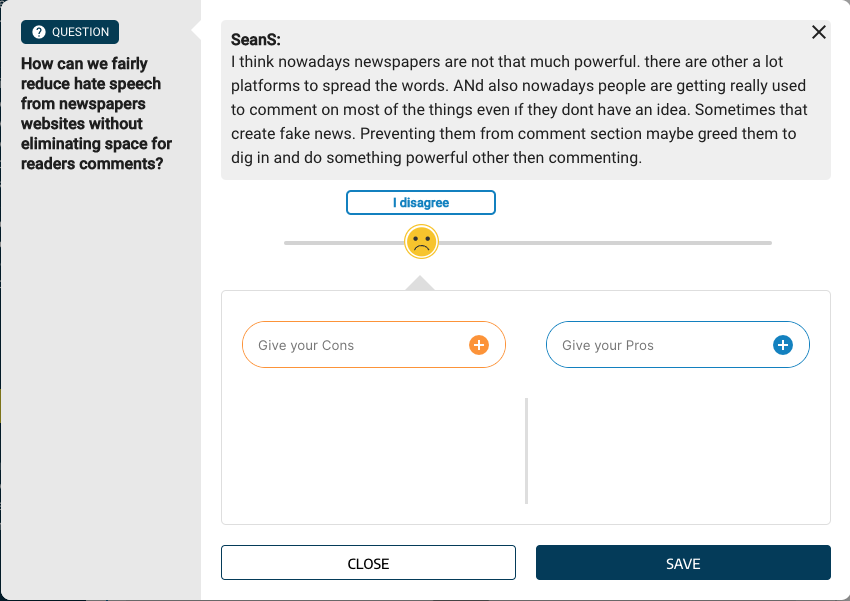 QUESTION
How can we fairly
reduce hate speech
from newspapers
websites without
eliminating space for
readers comments?
SeanS:
I think nowadays newspapers are not that much powerful. there are other a lot
platforms to spread the words. ANd also nowadays people are getting really used
to comment on most of the things even ıf they dont have an idea. Sometimes that
create fake news. Preventing them from comment section maybe greed them to
dig in and do something powerful other then commenting.
I disagree
Give your Cons
Give your Pros
CLOSE
SAVE